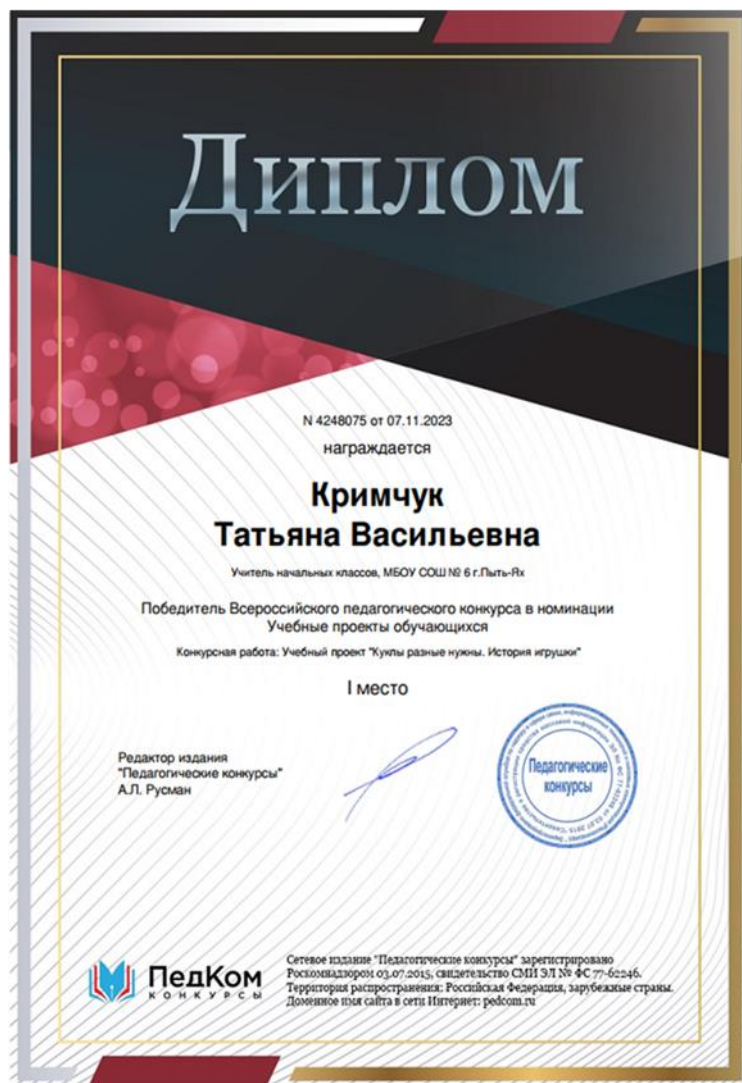 Диплом
N 4248075 от 07.11.2023
награждается
Кримчук
Татьяна Васильевна
Учитель начальных классов, МБОУ СОШ № 6 г.Пыть-Ях
Победитель Всероссийского педагогического конкурса в номинации
Учебные проекты обучающихся
Конкурсная работа: Учебный проект "Куклы разные нужны. История игрушки"
I место
Редактор издания
"Педагогические конкурсы"
А.Л. Русман
Педагогические
конкурсы
ПедКом
КОНКУРСЫ
Сетевое издание "Педагогические конкурсы" зарегистрировано
Роскомнадзором 03.07.2015, свидетельство СМИ ЭЛ № ФС 77-62246.
Территория распространения: Российская Федерация, зарубежные страны.
Доменное имя сайта в сети Интернет: pedcom.ru